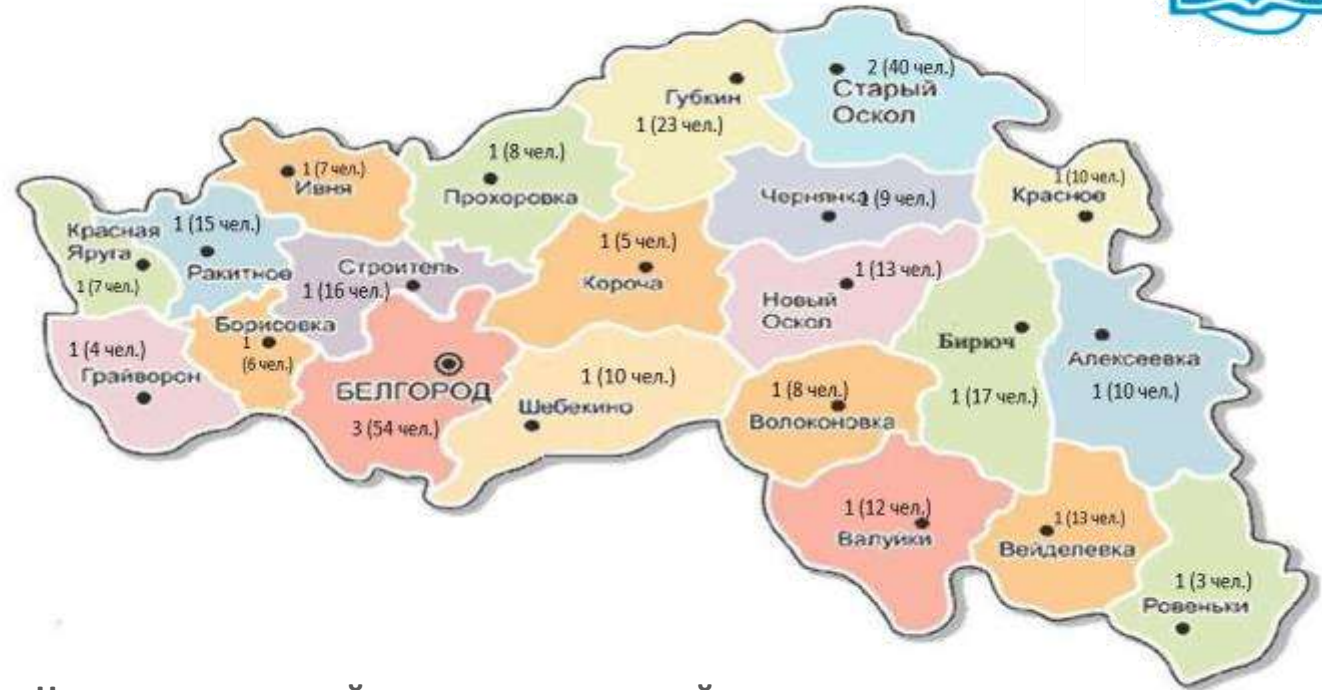 2 (40 чел.)
Старый
Оскол
Губкин
1 (23 чел.)
1 (8 чел.)
Прохоровка
1 (7 чел.)
Ивня
1 (10 чел.)
Красное
Чернянка
(9 чел.)
Красная
Яруга
1 (7 чел.)
1 (15 чел.)
Ракитное
Строитель
1 (16 чел.)
1 (5 чел.)
Короча
1 (13 чел.)
Новый
Оскол
Борисовка
1
(6 чел.)
Бирюч
1 (17 чел.)
Алексеевка
1 (10 чел.)
1 (4 чел.)
Грайворон
БЕЛГОРОД
3 (54 чел.)
1 (10 чел.)
Шебекино
1 (8 чел.)
Волоконовка
1 (12 чел.)
Валуйки
1 (13 чел.)
Вейделевка
1 (3 чел.)
Ровеньки